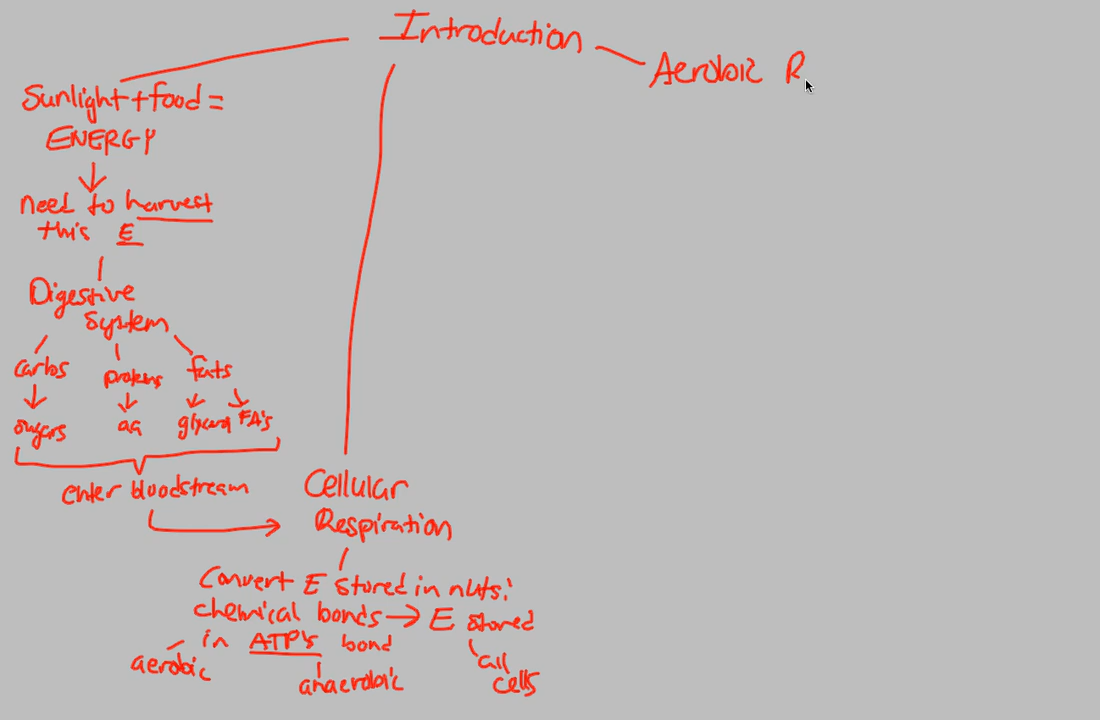 Introduction
Aerobic R
Sunlight + food =
ENERGY
need to harvest
this E
Digestive
System
carbs proteins fats
sugars aa glycerol FA's
enter bloodstream
Cellular
Respiration
Convert E stored in nuts!
chemical bonds → E stored
in ATP's bond
aerobic
anaerobic
all
cells